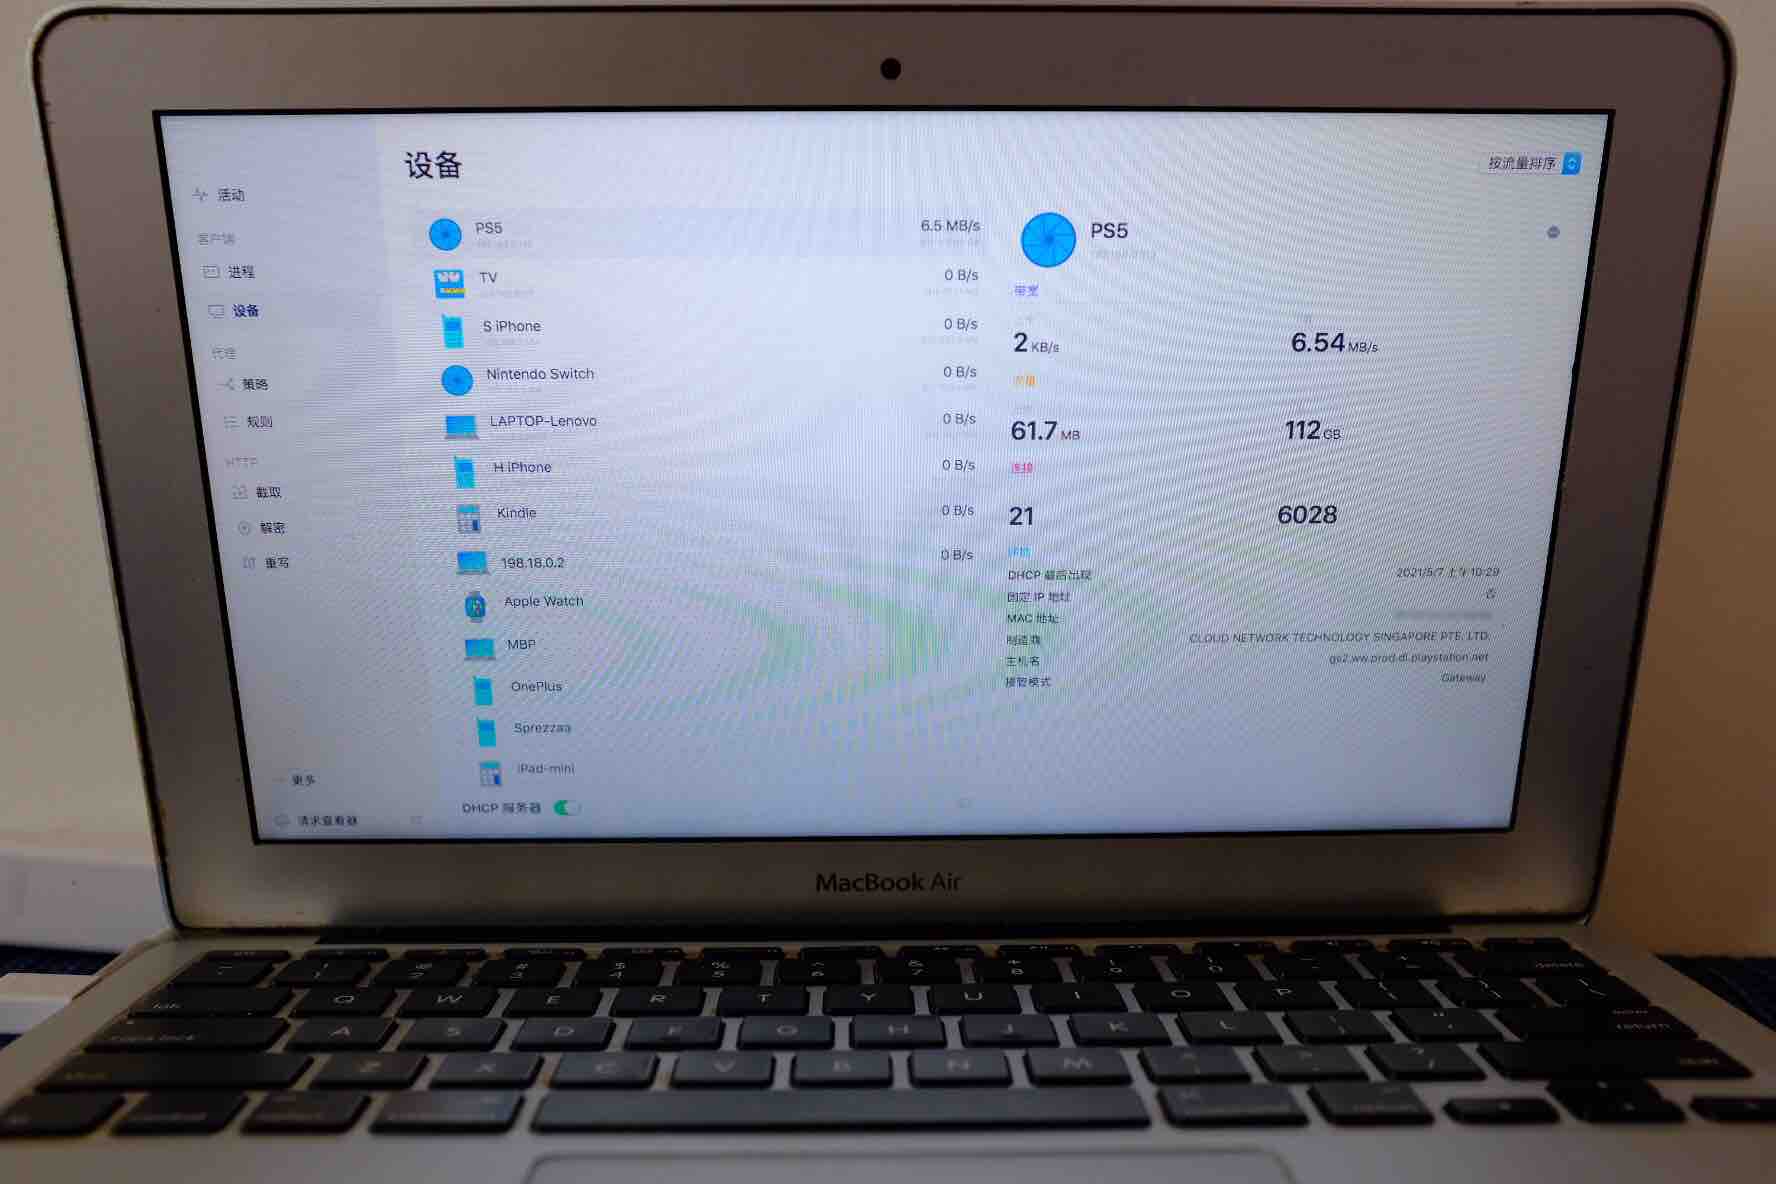 设备
按流量排序
活动
客户端
进程
设备
代理
策略
规则
HTTP
截取
解密
重写
更多
请求查看器
PS5 6.5 MB/s
TV 0 B/s
S iPhone 0 B/s
Nintendo Switch 0 B/s
LAPTOP-Lenovo 0 B/s
H iPhone 0 B/s
Kindle 0 B/s
198.18.0.2 0 B/s
Apple Watch
MBP
OnePlus
Sprezzaa
iPad-mini
DHCP 服务器
PS5
带宽
2 KB/s 6.54 MB/s
流量
61.7 MB 112 GB
连接
21 6028
详情
DHCP 最后出现 2021/5/7 上午 10:29
固定 IP 地址 否
MAC 地址
制造商 CLOUD NETWORK TECHNOLOGY SINGAPORE PTE. LTD.
主机名 gs2.ww.prod.dl.playstation.net
接管模式 Gateway
MacBook Air
Q W E R T Y U I O P
A S D F G H J K L
return
Z X C V B N M